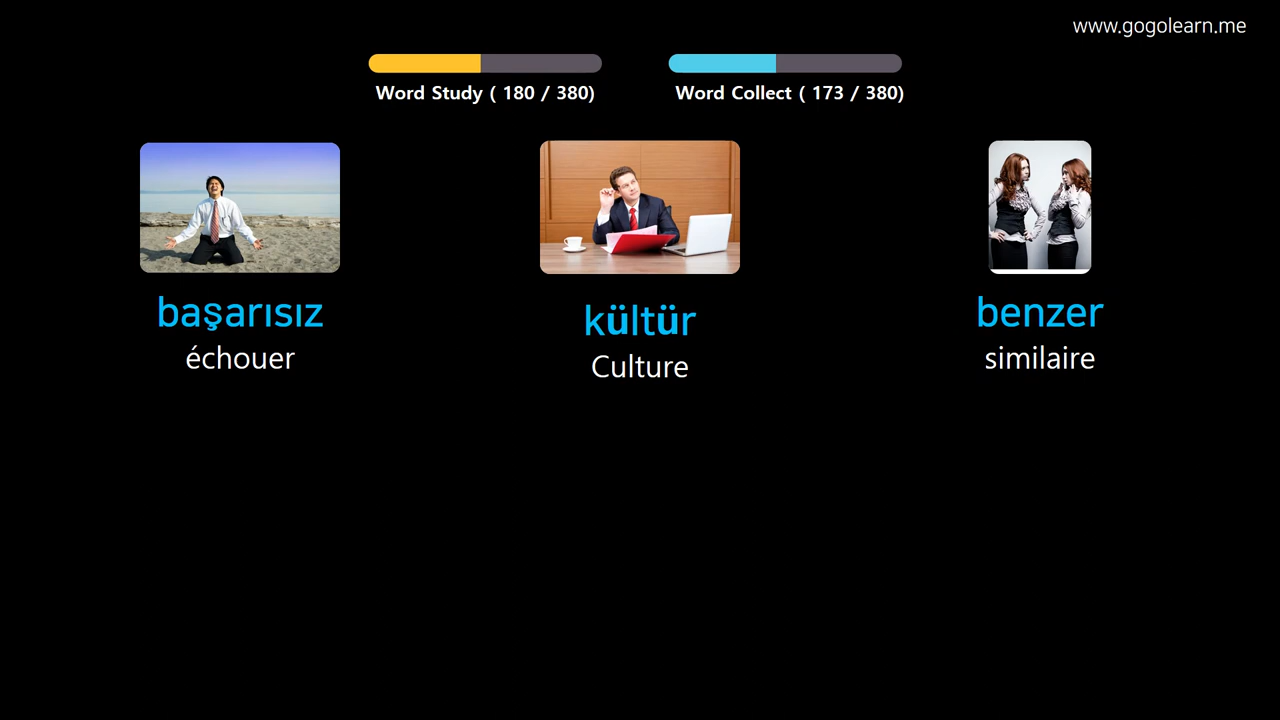 www.gogolearn.me
Word Study ( 180 / 380)
Word Collect ( 173 / 380)
başarısız
échouer
kültür
Culture
benzer
similaire